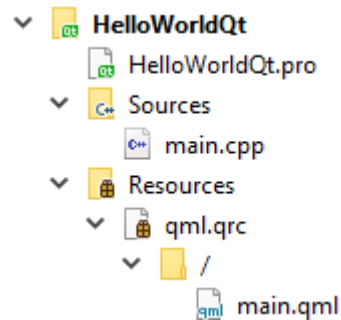 HelloWorldQt
HelloWorldQt.pro
Sources
main.cpp
Resources
qml.qrc
/
main.qml